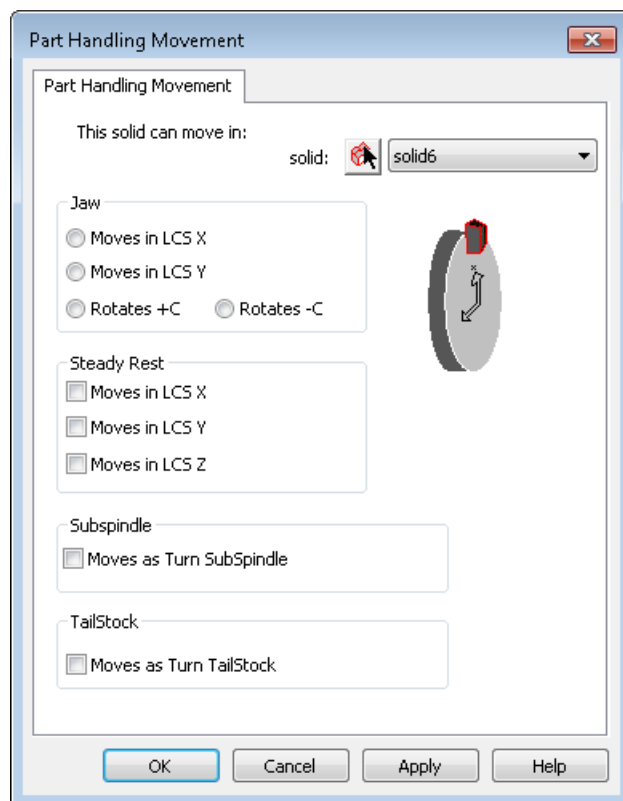 Part Handling Movement
Part Handling Movement
This solid can move in:
solid: solid6
Jaw
Moves in LCS X
Moves in LCS Y
Rotates +C Rotates -C
x
Steady Rest
Moves in LCS X
Moves in LCS Y
Moves in LCS Z
Subspindle
Moves as Turn SubSpindle
TailStock
Moves as Turn TailStock
OK Cancel Apply Help